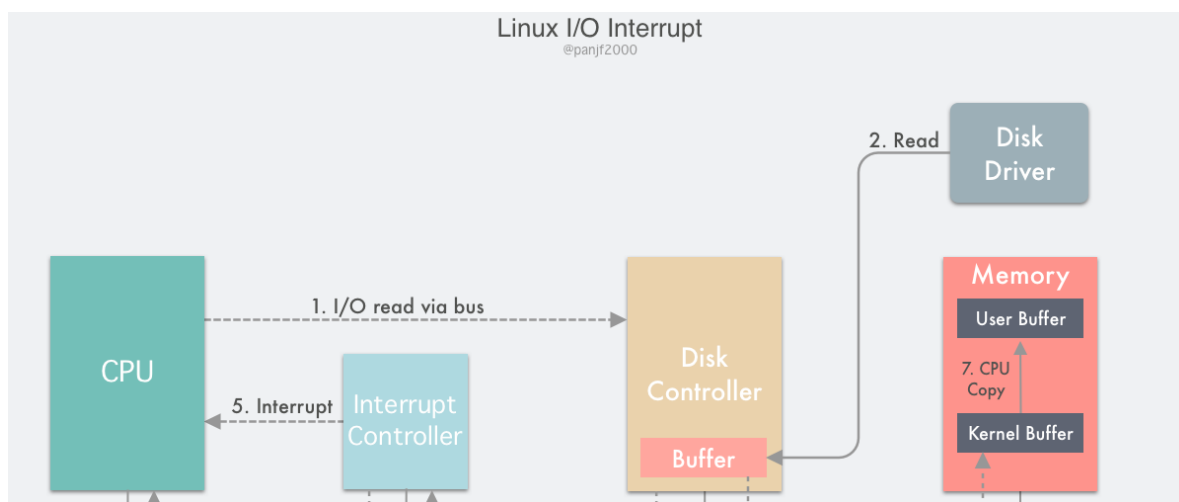 Linux I/O Interrupt
@panjf2000
2. Read
Disk
Driver
1. I/O read via bus
CPU
5. Interrupt
Interrupt
Controller
Disk
Controller
Buffer
Memory
User Buffer
7. CPU
Copy
Kernel Buffer